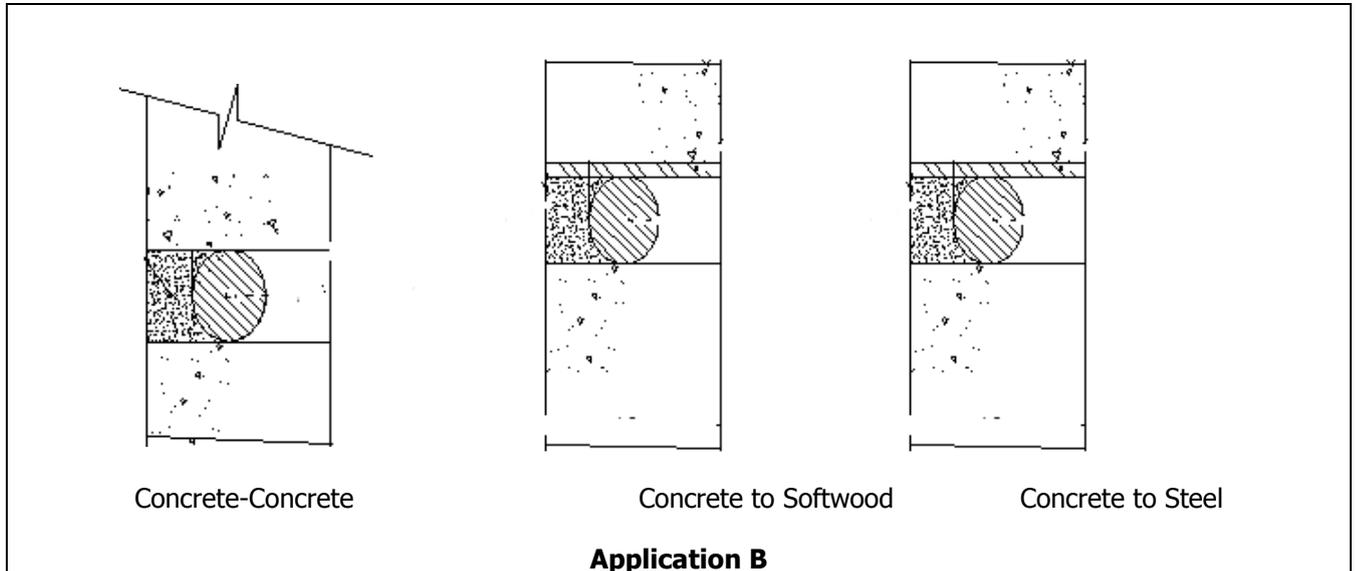 Concrete-Concrete
Concrete to Softwood
Concrete to Steel
Application B